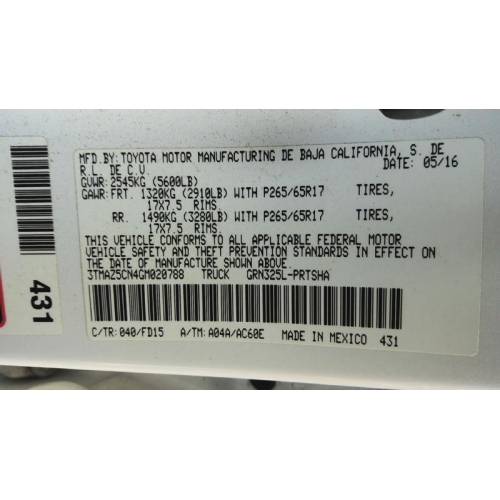 MFD.BY:TOYOTA MOTOR MANUFACTURING DE BAJA CALIFORNIA, S. DE
R.L. DE C.V. DATE: 05/16
GVWR:2545KG (5600LB)
GAWR:FRT. 1320KG (2910LB) WITH P265/65R17 TIRES,
17X7.5 RIMS.
RR. 1490KG (3280LB) WITH P265/65R17 TIRES,
17X7.5 RIMS.
THIS VEHICLE CONFORMS TO ALL APPLICABLE FEDERAL MOTOR
VEHICLE SAFETY AND THEFT PREVENTION STANDARDS IN EFFECT ON
THE DATE OF MANUFACTURE SHOWN ABOVE.
3TMAZ5CN4GM020788 TRUCK GRN325L-PRTSHA
C/TR: 040/FD15 A/TM: A04A/AC60E MADE IN MEXICO 431
431